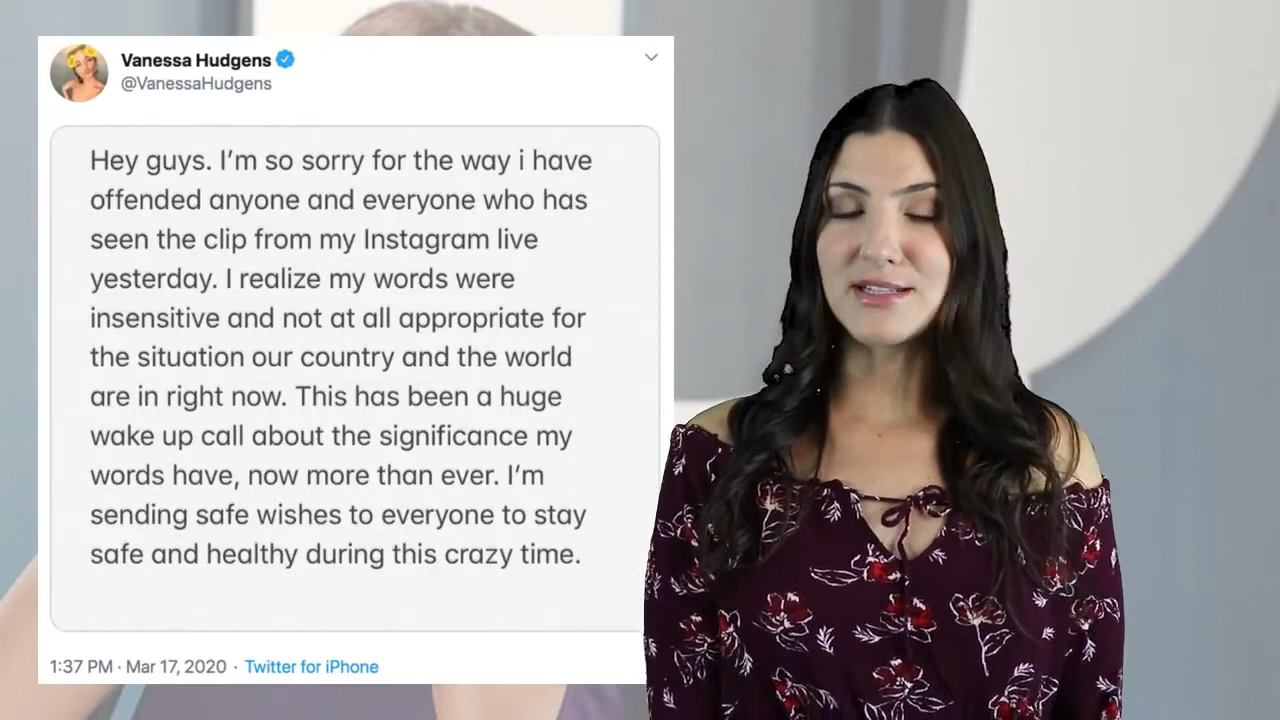 Vanessa Hudgens
@VanessaHudgens
Hey guys. I’m so sorry for the way i have
offended anyone and everyone who has
seen the clip from my Instagram live
yesterday. I realize my words were
insensitive and not at all appropriate for
the situation our country and the world
are in right now. This has been a huge
wake up call about the significance my
words have, now more than ever. I’m
sending safe wishes to everyone to stay
safe and healthy during this crazy time.
1:37 PM · Mar 17, 2020 · Twitter for iPhone